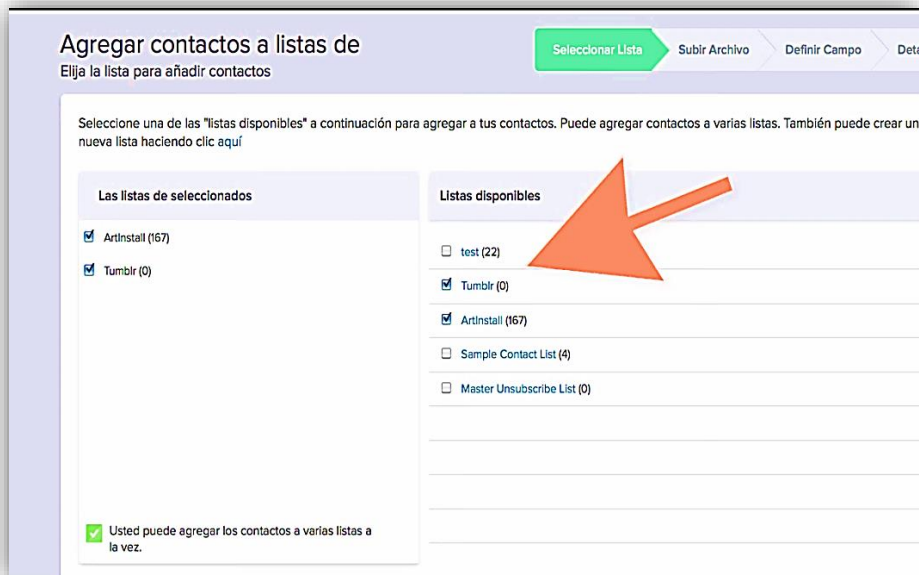 Agregar contactos a listas de
Elija la lista para añadir contactos
Seleccionar Lista
Subir Archivo
Definir Campo
Seleccione una de las "listas disponibles" a continuación para agregar a tus contactos. Puede agregar contactos a varias listas. También puede crear un
nueva lista haciendo clic aquí
Las listas de seleccionados
ArtInstall (167)
Tumblr (0)
Usted puede agregar los contactos a varias listas a
la vez.
Listas disponibles
test (22)
Tumblr (0)
ArtInstall (167)
Sample Contact List (4)
Master Unsubscribe List (0)